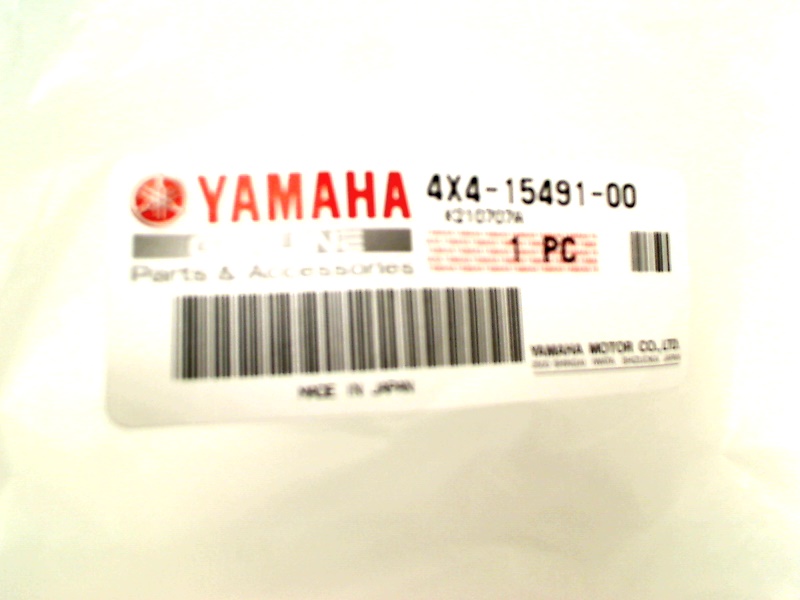 YAMAHA 4X4-15491-00
1 PC
Parts & Accessories
YAMAHA MOTOR CO.,LTD.
MADE IN JAPAN